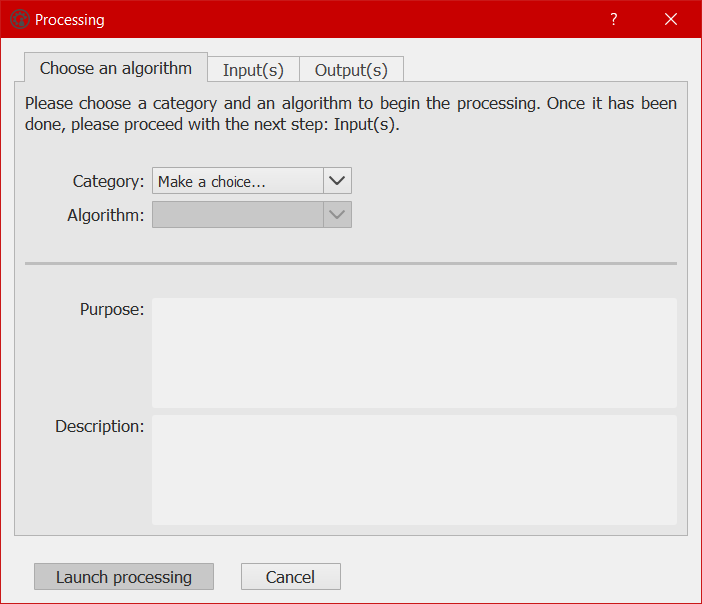 Processing
?
Choose an algorithm
Input(s)
Output(s)
Please choose a category and an algorithm to begin the processing. Once it has been
done, please proceed with the next step: Input(s).
Category:
Make a choice...
Algorithm:
Purpose:
Description:
Launch processing
Cancel